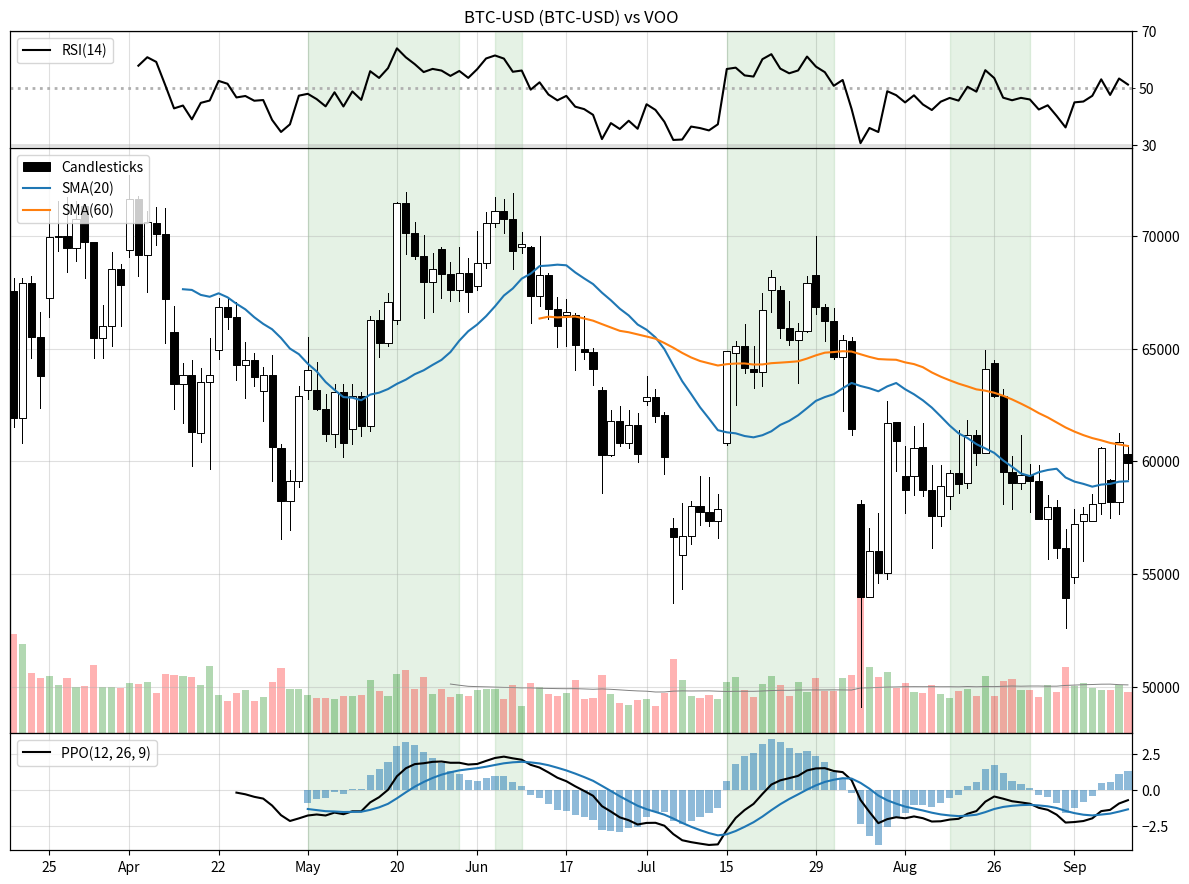 BTC-USD (BTC-USD) vs VOO
RSI(14)
70
50
30
Candlesticks
SMA(20)
SMA(60)
70000
65000
60000
55000
50000
PPO(12, 26, 9)
2.5
0.0
−2.5
25 Apr 22 May 20 Jun 17 Jul 15 29 Aug 26 Sep